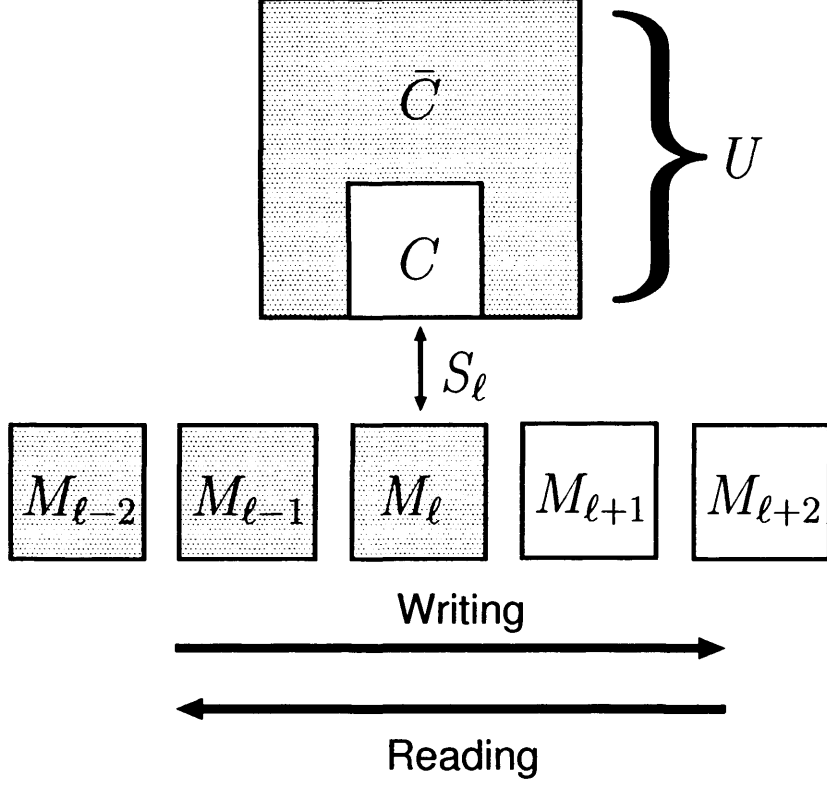 C̄
U
C
S_ℓ
M_{ℓ−2} M_{ℓ−1} M_ℓ M_{ℓ+1} M_{ℓ+2}
Writing
Reading